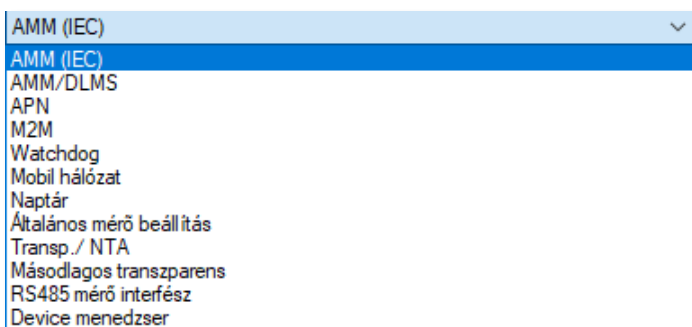 AMM (IEC)
AMM (IEC)
AMM/DLMS
APN
M2M
Watchdog
Mobil hálózat
Naptár
Általános mérõ beállítás
Transp./ NTA
Másodlagos transzparens
RS485 mérõ interfész
Device menedzser